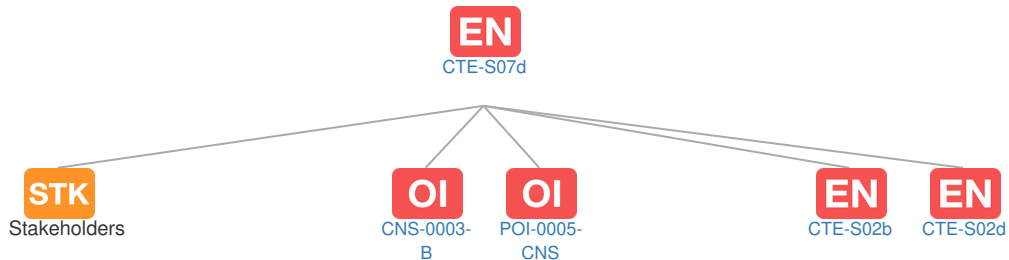 EN
CTE-S07d
STK
Stakeholders
OI
CNS-0003-
B
OI
POI-0005-
CNS
EN
CTE-S02b
EN
CTE-S02d